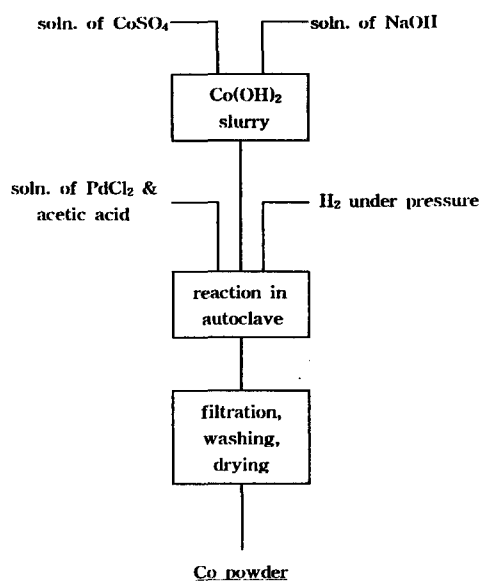 soln. of CoSO₄
soln. of NaOH
Co(OH)₂
slurry
soln. of PdCl₂ &
acetic acid
H₂ under pressure
reaction in
autoclave
filtration,
washing,
drying
Co powder